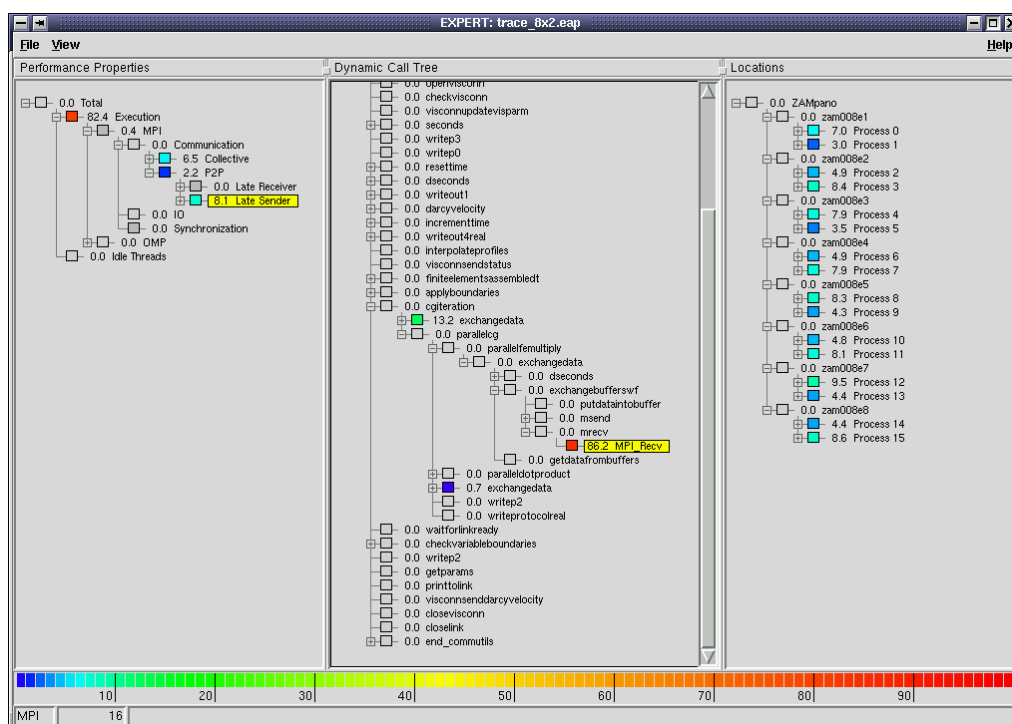 EXPERT: trace_8x2.eap
File View Help
Performance Properties
0.0 Total
82.4 Execution
0.4 MPI
0.0 Communication
6.5 Collective
2.2 P2P
0.0 Late Receiver
8.1 Late Sender
0.0 IO
0.0 Synchronization
0.0 OMP
0.0 Idle Threads
Dynamic Call Tree
0.0 openvisconn
0.0 checkvisconn
0.0 visconnupdatevisparm
0.0 seconds
0.0 writep3
0.0 writep0
0.0 resettime
0.0 dseconds
0.0 writeout1
0.0 darcyvelocity
0.0 incrementtime
0.0 writeout4real
0.0 interpolateprofiles
0.0 visconnsendstatus
0.0 finiteelementsassembledt
0.0 applyboundaries
0.0 cgiteration
13.2 exchangedata
0.0 parallelcg
0.0 parallelfemultiply
0.0 exchangedata
0.0 dseconds
0.0 exchangebufferswf
0.0 putdataintobuffer
0.0 msend
0.0 mrecv
86.2 MPI_Recv
0.0 getdatafrombuffers
0.0 paralleldotproduct
0.7 exchangedata
0.0 writep2
0.0 writeprotocolreal
0.0 waitforlinkready
0.0 checkvariableboundaries
0.0 writep2
0.0 getparams
0.0 printtolink
0.0 visconnsenddarcyvelocity
0.0 closevisconn
0.0 closelink
0.0 end_commutils
Locations
0.0 ZAMpano
0.0 zam008e1
7.0 Process 0
3.0 Process 1
0.0 zam008e2
4.9 Process 2
8.4 Process 3
0.0 zam008e3
7.9 Process 4
3.5 Process 5
0.0 zam008e4
4.9 Process 6
7.9 Process 7
0.0 zam008e5
8.3 Process 8
4.3 Process 9
0.0 zam008e6
4.8 Process 10
8.1 Process 11
0.0 zam008e7
9.5 Process 12
4.4 Process 13
0.0 zam008e8
4.4 Process 14
8.6 Process 15
10 20 30 40 50 60 70 80 90
MPI 16